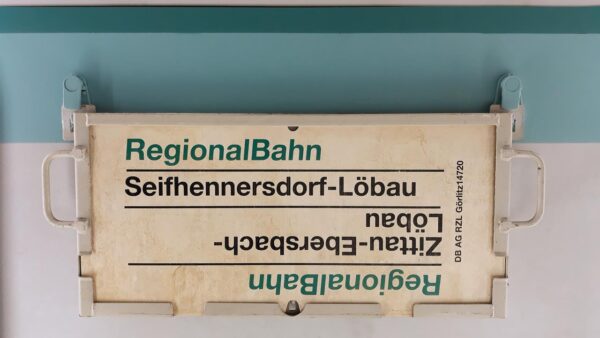 RegionalBahn
Seifhennersdorf-Löbau
Zittau-Ebersbach-
Löbau
RegionalBahn
DB AG RZL Görlitz14720